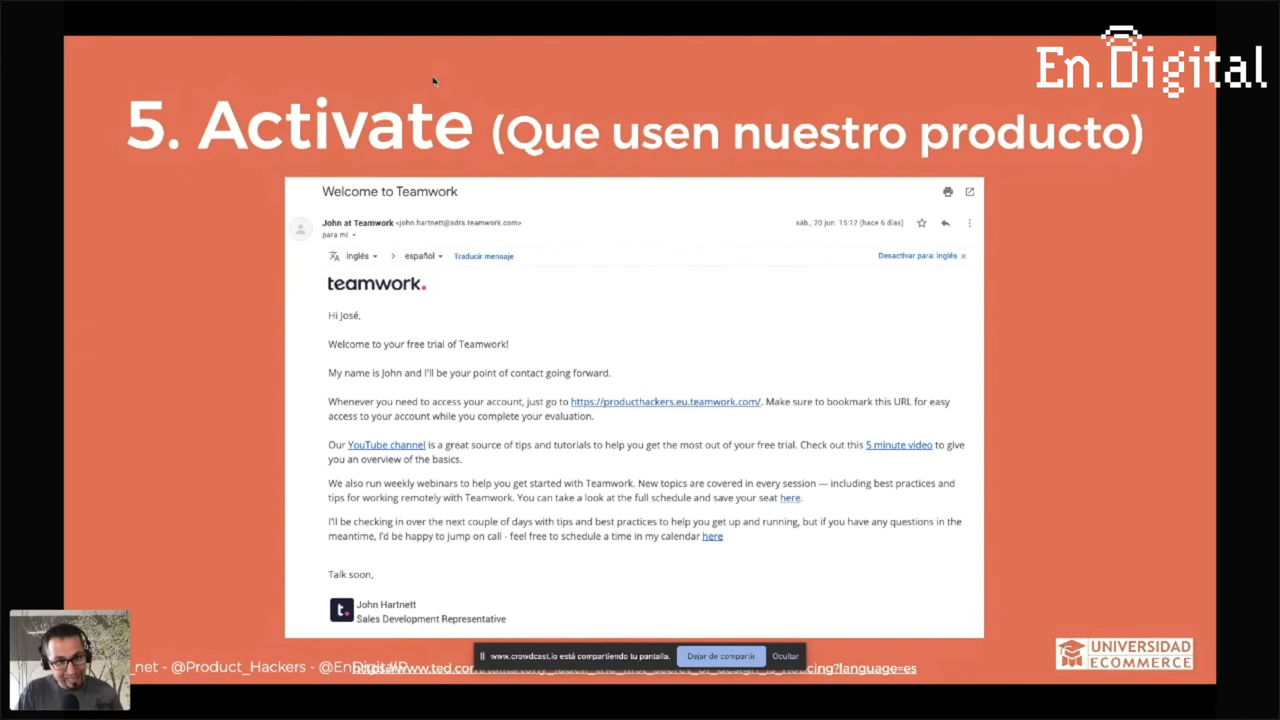 En.Digital
5. Activate (Que usen nuestro producto)
Welcome to Teamwork
John at Teamwork <john.hartnett@sdrs.teamwork.com>
sáb., 20 jun. 15:12 (hace 6 días)
para mí
inglés > español Traducir mensaje
Desactivar para: inglés ×
teamwork.
Hi José,
Welcome to your free trial of Teamwork!
My name is John and I'll be your point of contact going forward.
Whenever you need to access your account, just go to https://producthackers.eu.teamwork.com/. Make sure to bookmark this URL for easy
access to your account while you complete your evaluation.
Our YouTube channel is a great source of tips and tutorials to help you get the most out of your free trial. Check out this 5 minute video to give
you an overview of the basics.
We also run weekly webinars to help you get started with Teamwork. New topics are covered in every session — including best practices and
tips for working remotely with Teamwork. You can take a look at the full schedule and save your seat here.
I'll be checking in over the next couple of days with tips and best practices to help you get up and running, but if you have any questions in the
meantime, I'd be happy to jump on call - feel free to schedule a time in my calendar here
Talk soon,
t. John Hartnett
Sales Development Representative
www.crowdcast.io está compartiendo tu pantalla. Dejar de compartir Ocultar
_net - @Product_Hackers -
UNIVERSIDAD
ECOMMERCE